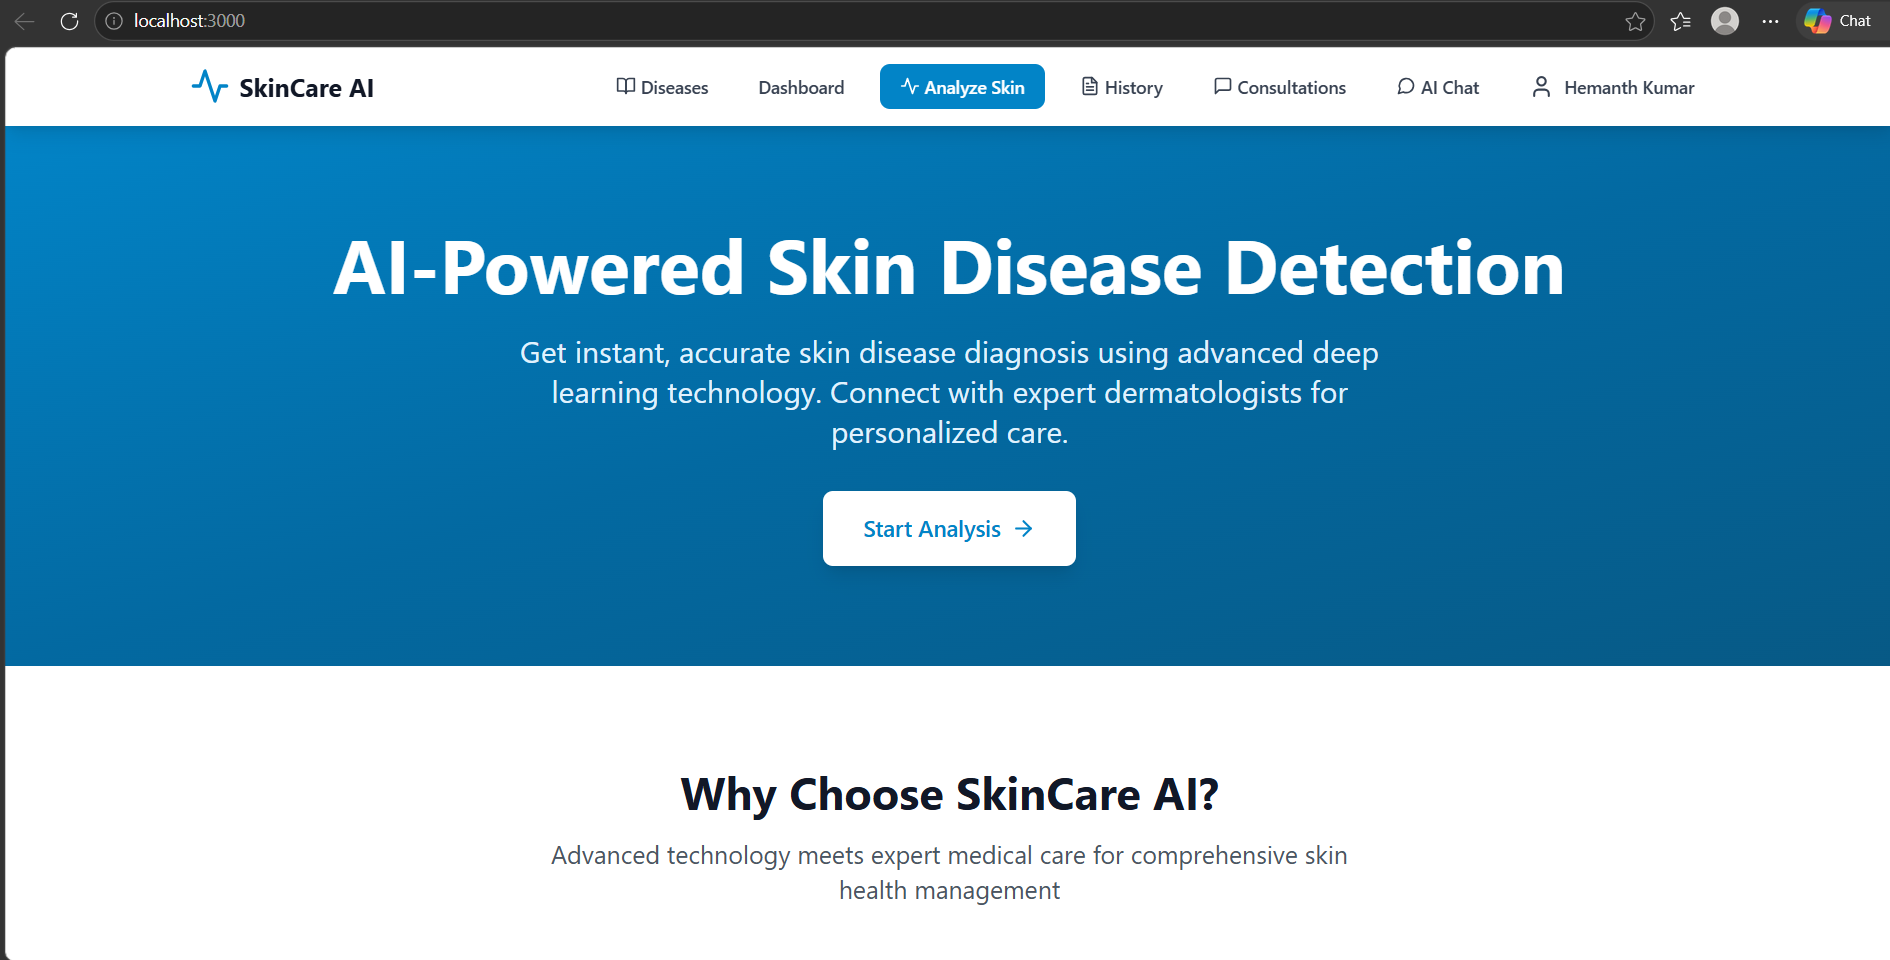 localhost:3000
Chat
SkinCare AI
Diseases
Dashboard
Analyze Skin
History
Consultations
AI Chat
Hemanth Kumar
AI-Powered Skin Disease Detection
Get instant, accurate skin disease diagnosis using advanced deep
learning technology. Connect with expert dermatologists for
personalized care.
Start Analysis
Why Choose SkinCare AI?
Advanced technology meets expert medical care for comprehensive skin
health management